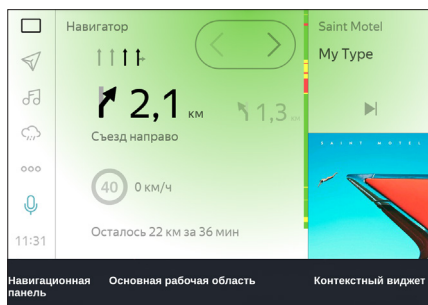 Навигатор
Saint Motel
My Type
2,1 км
1,3 км
Съезд направо
SAINT MOTEL
40
0 км/ч
11:31
Осталось 22 км за 36 мин
Навигационная
панель
Основная рабочая область
Контекстный виджет